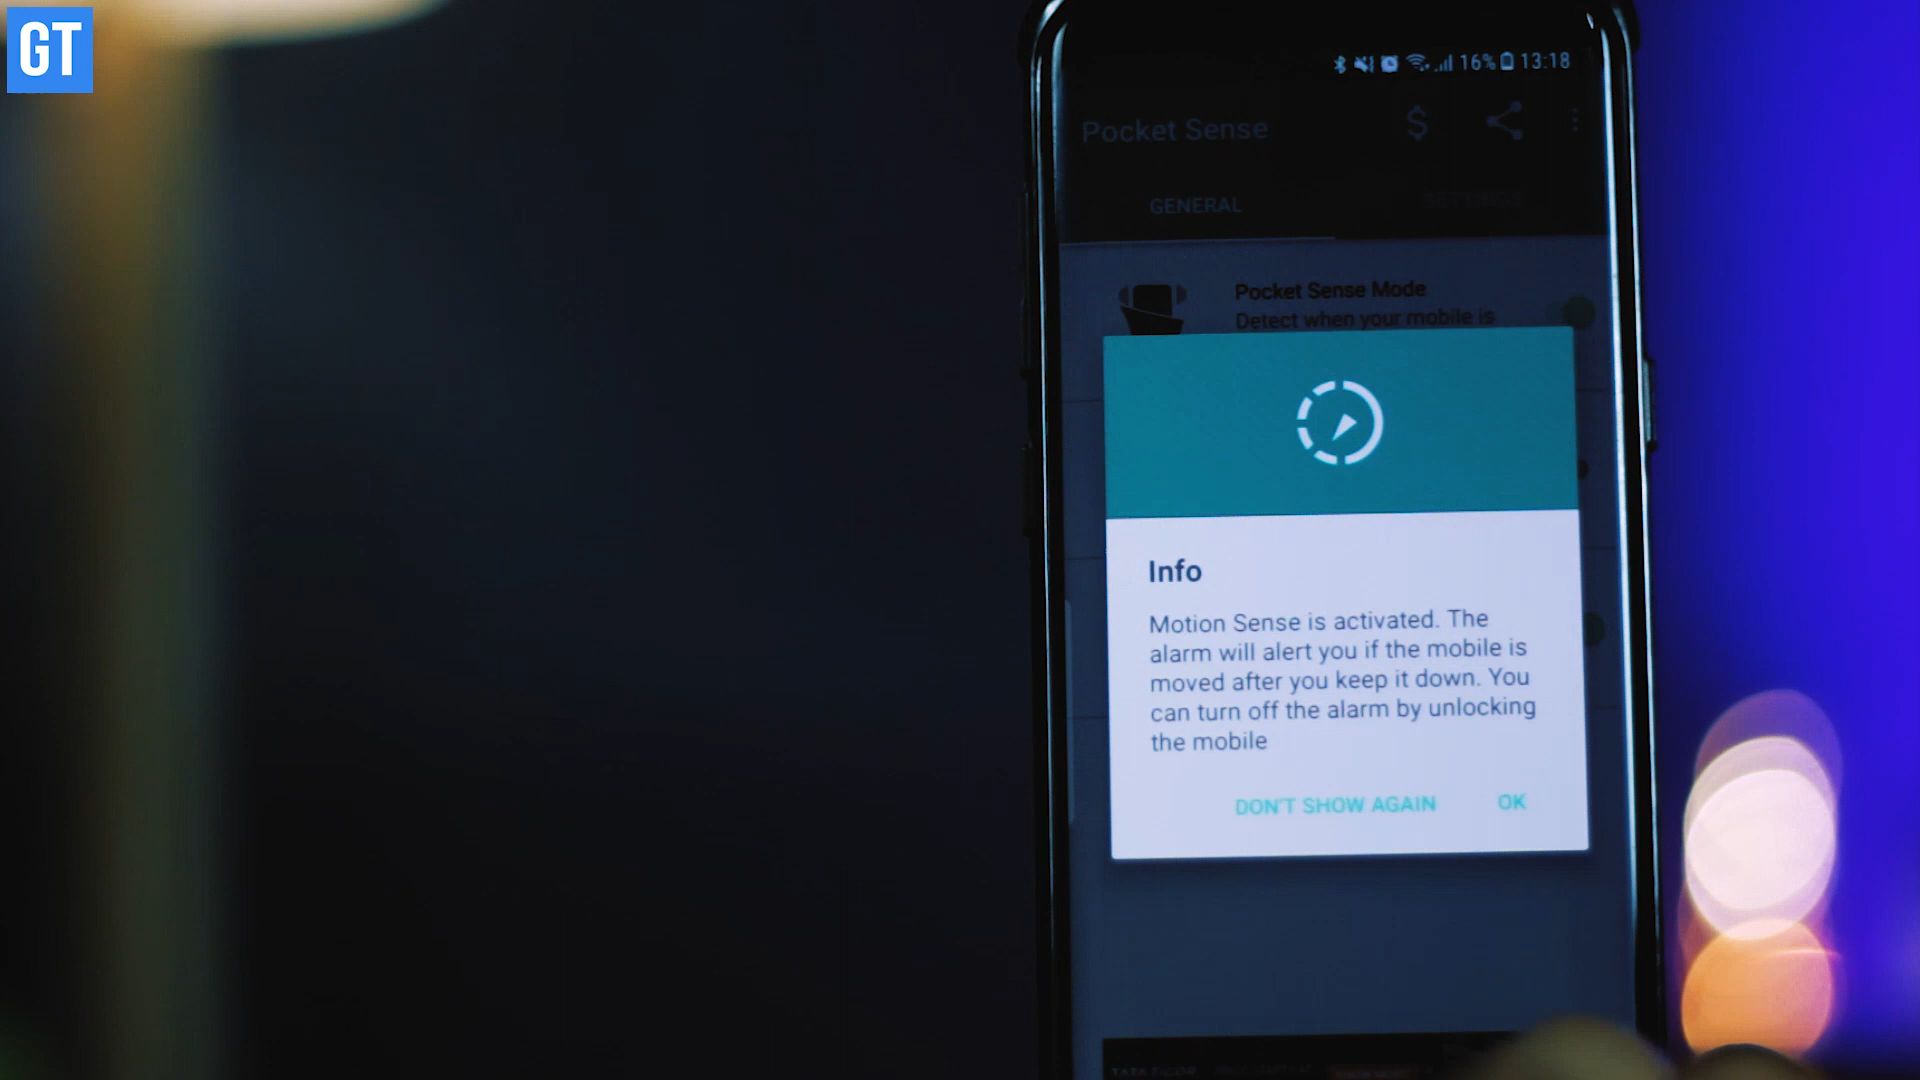 GT
16% 13:18
Pocket Sense
GENERAL
SETTINGS
Pocket Sense Mode
Detect when your mobile is
Info
Motion Sense is activated. The
alarm will alert you if the mobile is
moved after you keep it down. You
can turn off the alarm by unlocking
the mobile
DON'T SHOW AGAIN OK